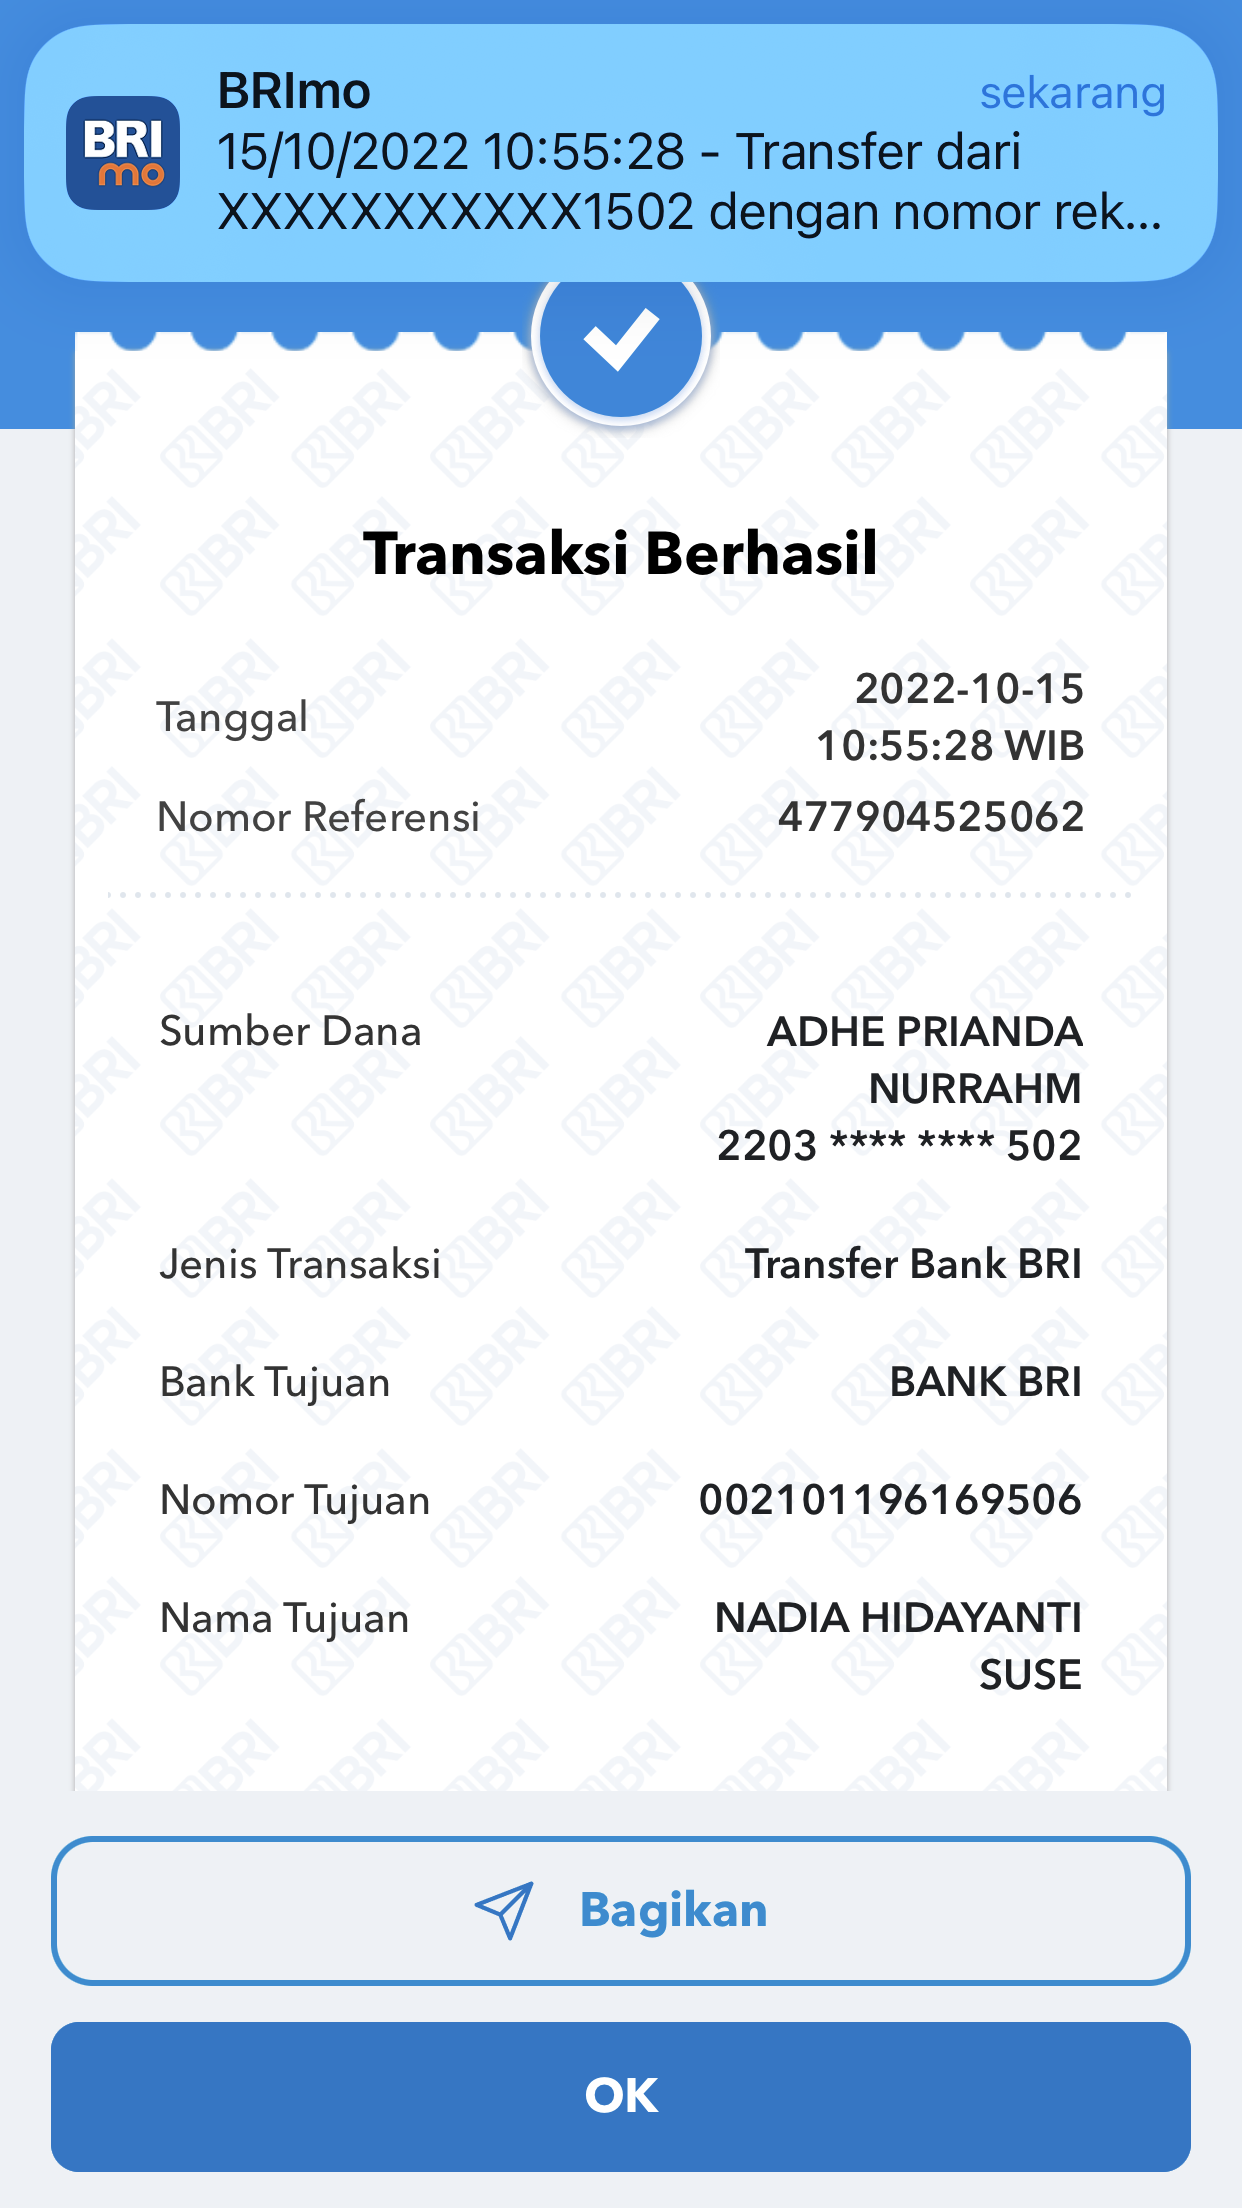 BRImo
sekarang
BRI
mo
15/10/2022 10:55:28 - Transfer dari
XXXXXXXXXXX1502 dengan nomor rek...
Transaksi Berhasil
Tanggal
2022-10-15
10:55:28 WIB
Nomor Referensi
477904525062
Sumber Dana
ADHE PRIANDA
NURRAHM
2203 **** **** 502
Jenis Transaksi
Transfer Bank BRI
Bank Tujuan
BANK BRI
Nomor Tujuan
002101196169506
Nama Tujuan
NADIA HIDAYANTI
SUSE
Bagikan
OK